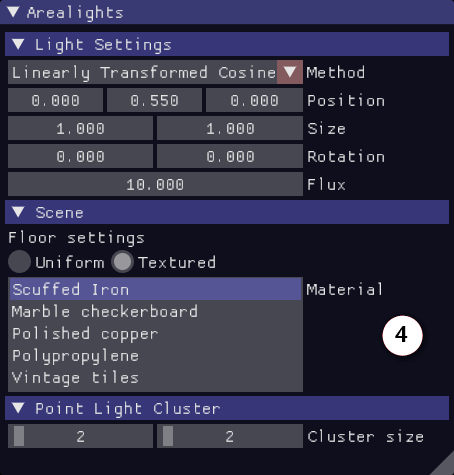 Arealights
Light Settings
Linearly Transformed Cosine Method
0.000 0.550 0.000 Position
1.000 1.000 Size
0.000 0.000 Rotation
10.000 Flux
Scene
Floor settings
Uniform Textured
Scuffed Iron Material
Marble checkerboard
Polished copper
4
Polypropylene
Vintage tiles
Point Light Cluster
2 2 Cluster size